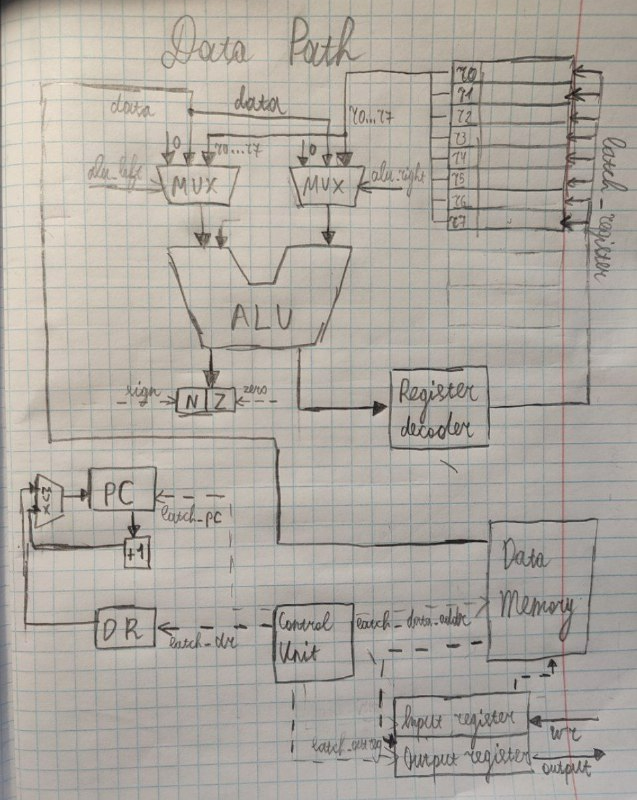 Data Path
r0
r1
r2
r3
r4
r5
r6
r7
data
data
r0...r7
0
r0...r7
0
alu_left
MUX
MUX
alu_right
latch_register
ALU
sign
N Z
zero
Register
decoder
MUX
PC
latch_PC
+1
Data
Memory
DR
latch_dr
Control
Unit
latch_data_addr
Input register
wr
Output register
output